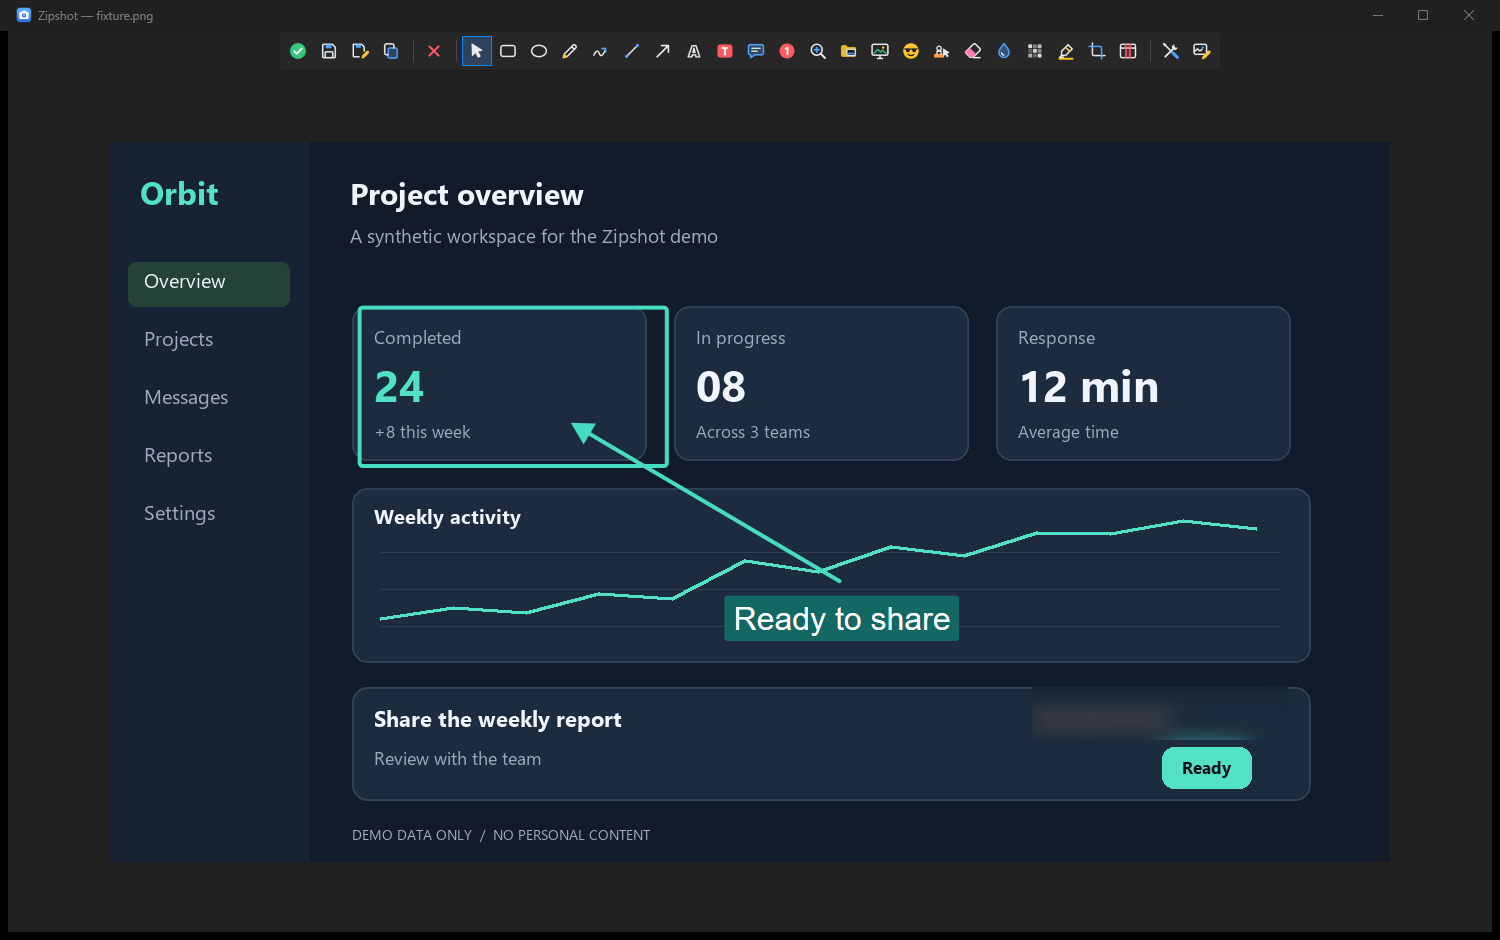 Zipshot — fixture.png
T
1
Orbit
Overview
Projects
Messages
Reports
Settings
Project overview
A synthetic workspace for the Zipshot demo
Completed
24
+8 this week
In progress
08
Across 3 teams
Response
12 min
Average time
Weekly activity
Ready to share
Share the weekly report
Review with the team
Ready
DEMO DATA ONLY / NO PERSONAL CONTENT